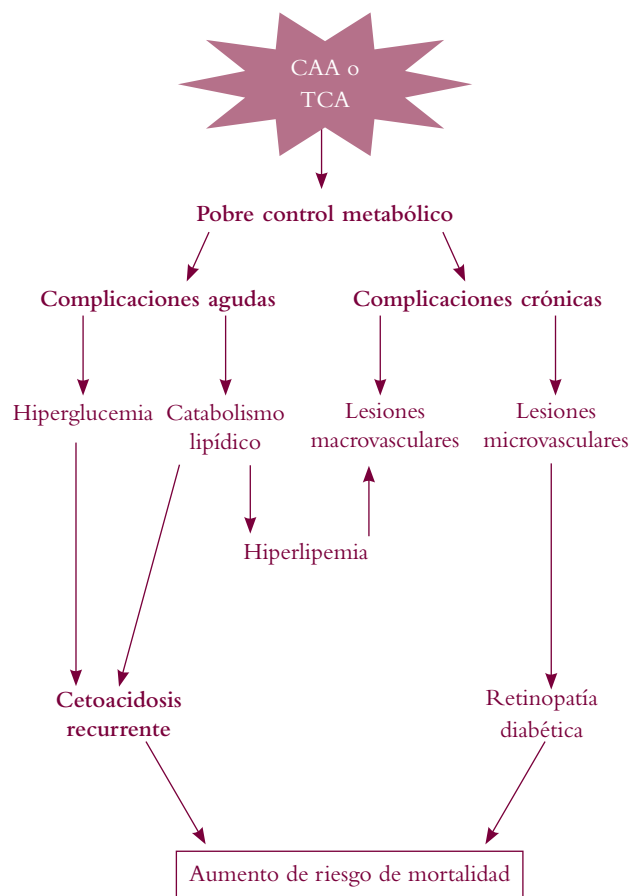 CAA o
TCA
Pobre control metabólico
Complicaciones agudas
Complicaciones crónicas
Hiperglucemia
Catabolismo
lipídico
Lesiones
macrovasculares
Lesiones
microvasculares
Hiperlipemia
Cetoacidosis
recurrente
Retinopatía
diabética
Aumento de riesgo de mortalidad